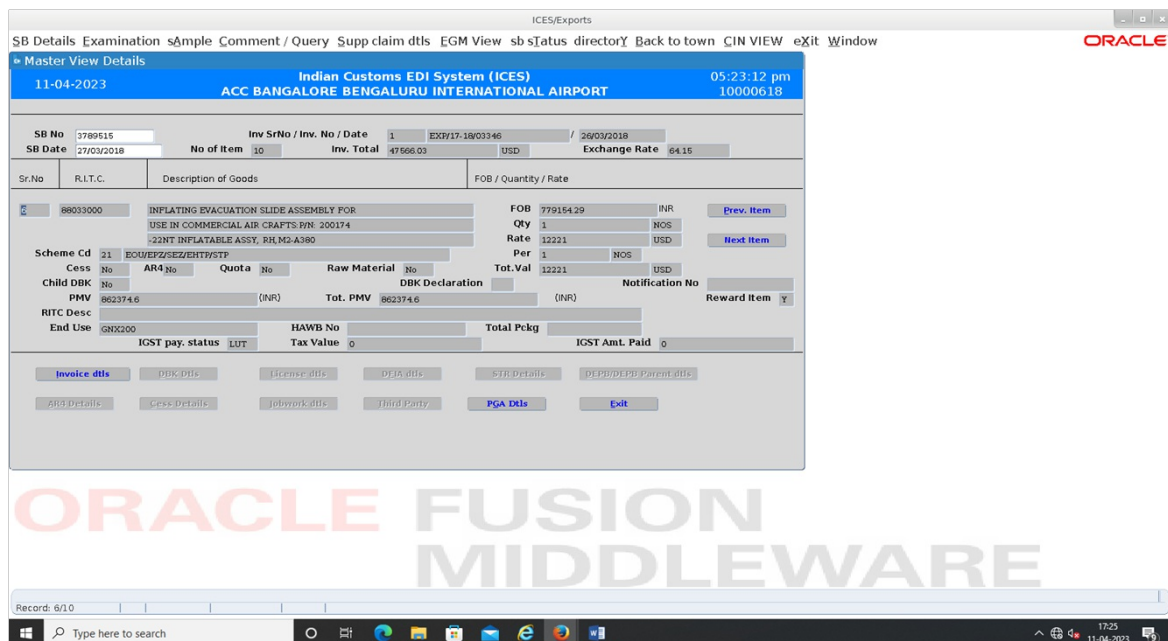 ICES/Exports
SB Details Examination sAmple Comment / Query Supp claim dtls EGM View sb sTatus directorY Back to town CIN VIEW eXit Window ORACLE
Master View Details
11-04-2023 Indian Customs EDI System (ICES) 05:23:12 pm
ACC BANGALORE BENGALURU INTERNATIONAL AIRPORT 10000618
SB No 3789515 Inv SrNo / Inv. No / Date 1 EXP/17-18/03346 / 26/03/2018
SB Date 27/03/2018 No of Item 10 Inv. Total 47566.03 USD Exchange Rate 64.15
Sr.No R.I.T.C. Description of Goods FOB / Quantity / Rate
6 88033000 INFLATING EVACUATION SLIDE ASSEMBLY FOR FOB 779154.29 INR Prev. Item
USE IN COMMERCIAL AIR CRAFTS:P/N: 200174 Qty 1 NOS
-22NT INFLATABLE ASSY, RH,M2-A380 Rate 12221 USD Next Item
Scheme Cd 21 EOU/EPZ/SEZ/EHTP/STP Per 1 NOS
Cess No AR4 No Quota No Raw Material No Tot.Val 12221 USD
Child DBK No DBK Declaration Notification No
PMV 862374.6 (INR) Tot. PMV 862374.6 (INR) Reward Item Y
RITC Desc
End Use GNX200 HAWB No Total Pckg
IGST pay. status LUT Tax Value 0 IGST Amt. Paid 0
Invoice dtls DBK Dtls License dtls DFIA dtls STR Details DEPB/DEPB Parent dtls
AR4 Details Cess Details Jobwork dtls Third Party PGA Dtls Exit
ORACLE FUSION
MIDDLEWARE
Record: 6/10
Type here to search 17:25
11-04-2023